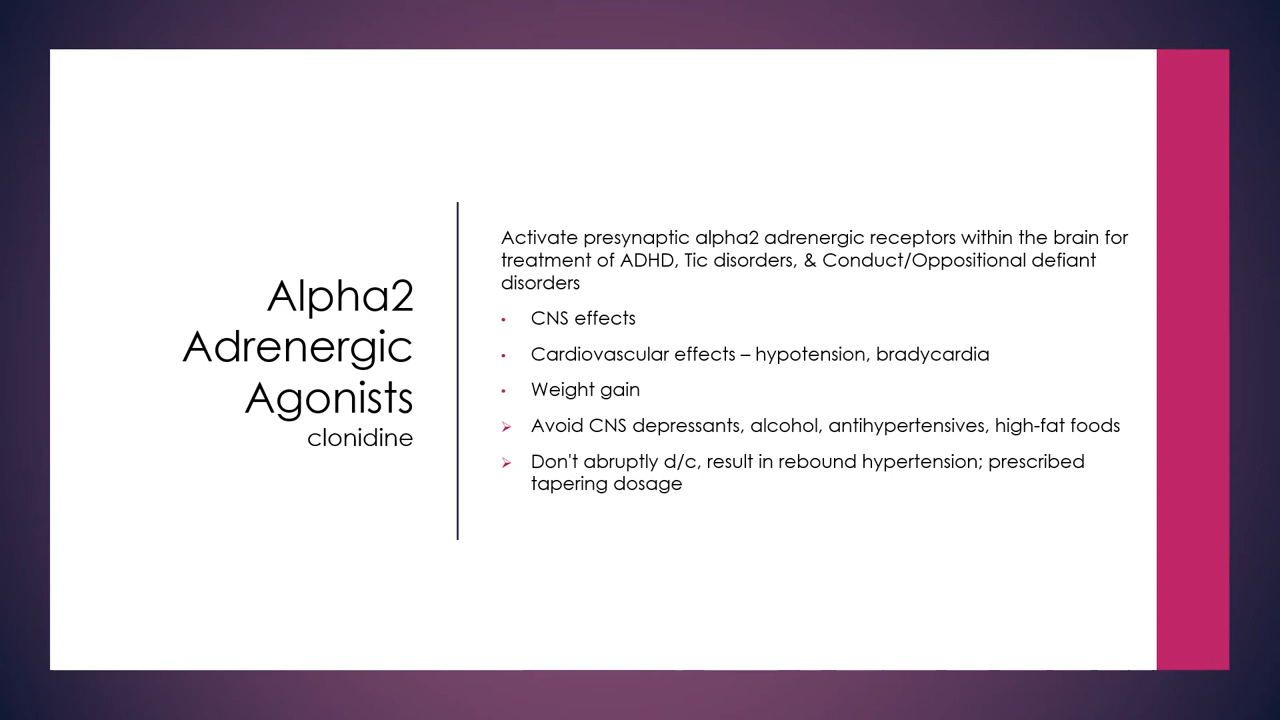 Alpha2
Adrenergic
Agonists
clonidine
Activate presynaptic alpha2 adrenergic receptors within the brain for
treatment of ADHD, Tic disorders, & Conduct/Oppositional defiant
disorders
• CNS effects
• Cardiovascular effects – hypotension, bradycardia
• Weight gain
➢ Avoid CNS depressants, alcohol, antihypertensives, high-fat foods
➢ Don't abruptly d/c, result in rebound hypertension; prescribed
tapering dosage